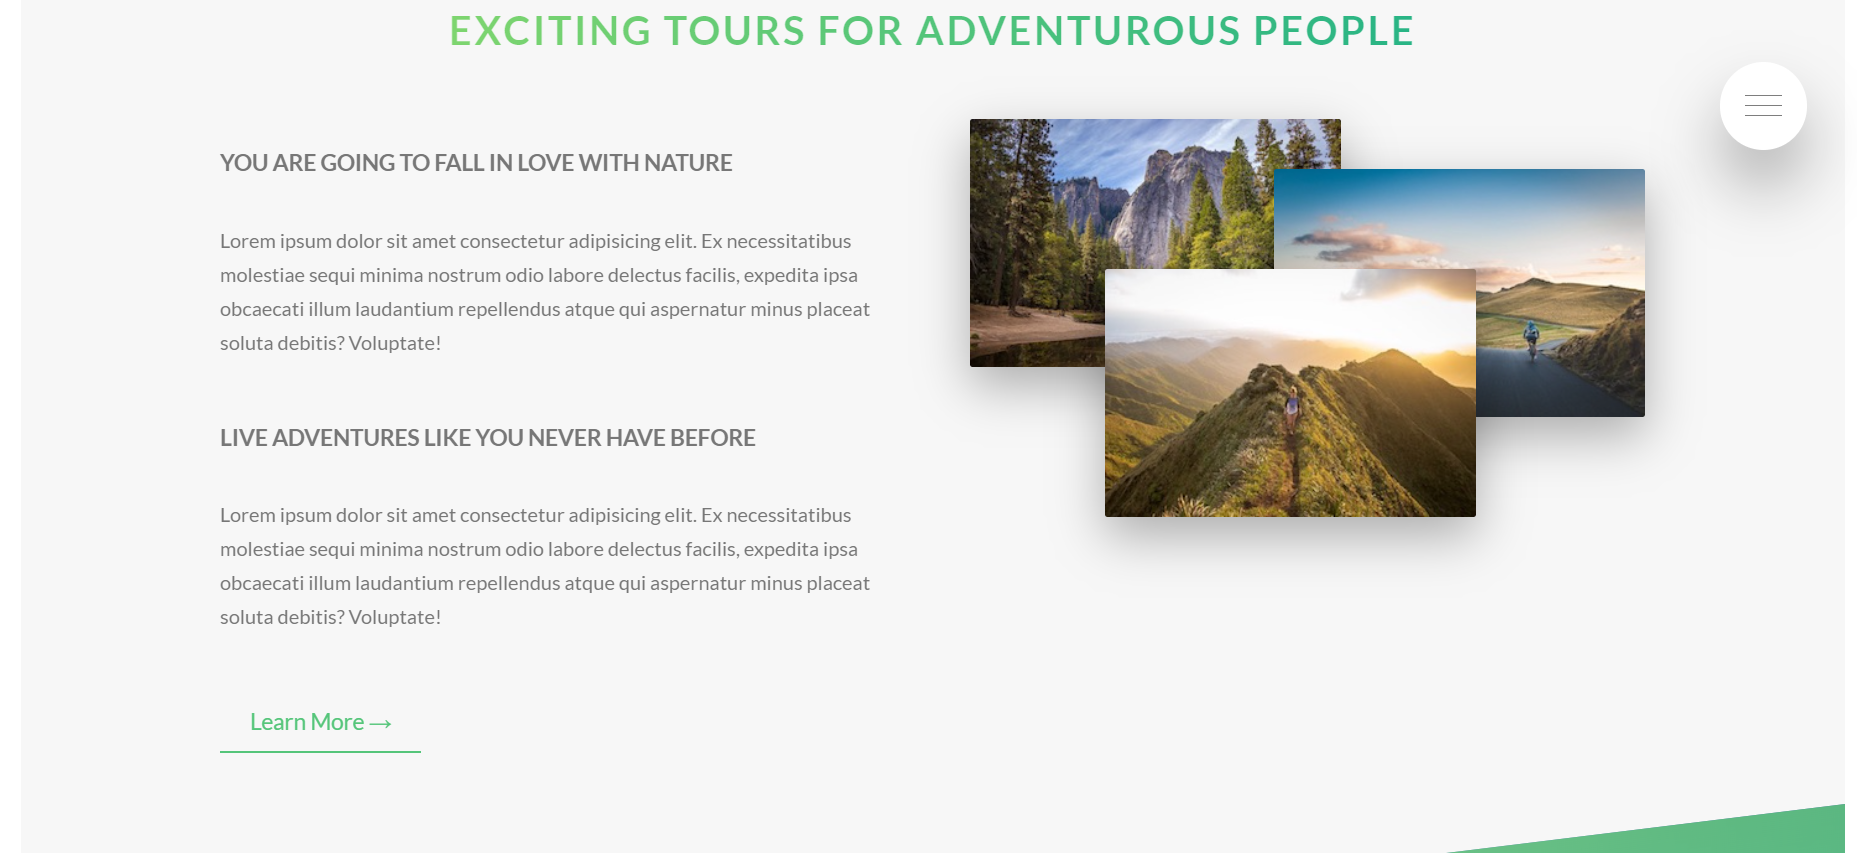 EXCITING TOURS FOR ADVENTUROUS PEOPLE
YOU ARE GOING TO FALL IN LOVE WITH NATURE
Lorem ipsum dolor sit amet consectetur adipisicing elit. Ex necessitatibus
molestiae sequi minima nostrum odio labore delectus facilis, expedita ipsa
obcaecati illum laudantium repellendus atque qui aspernatur minus placeat
soluta debitis? Voluptate!
LIVE ADVENTURES LIKE YOU NEVER HAVE BEFORE
Lorem ipsum dolor sit amet consectetur adipisicing elit. Ex necessitatibus
molestiae sequi minima nostrum odio labore delectus facilis, expedita ipsa
obcaecati illum laudantium repellendus atque qui aspernatur minus placeat
soluta debitis? Voluptate!
Learn More →